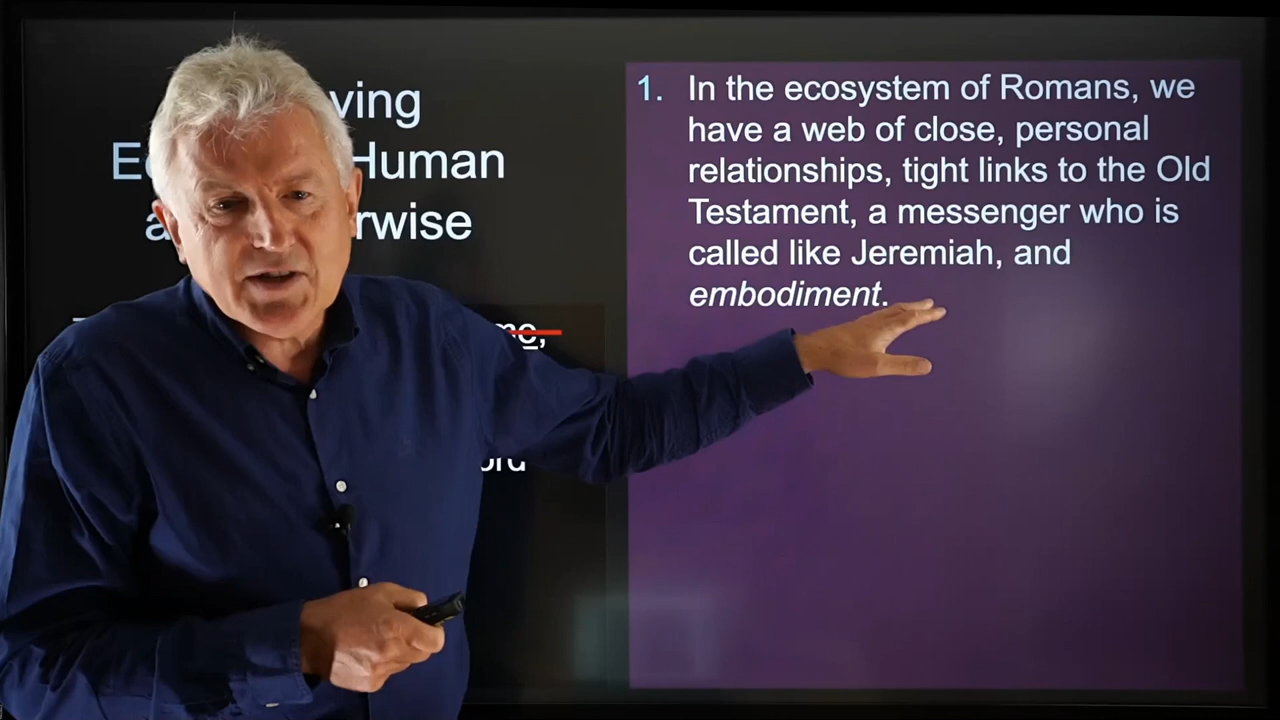 ving
Human
rwise
1. In the ecosystem of Romans, we
have a web of close, personal
relationships, tight links to the Old
Testament, a messenger who is
called like Jeremiah, and
embodiment.